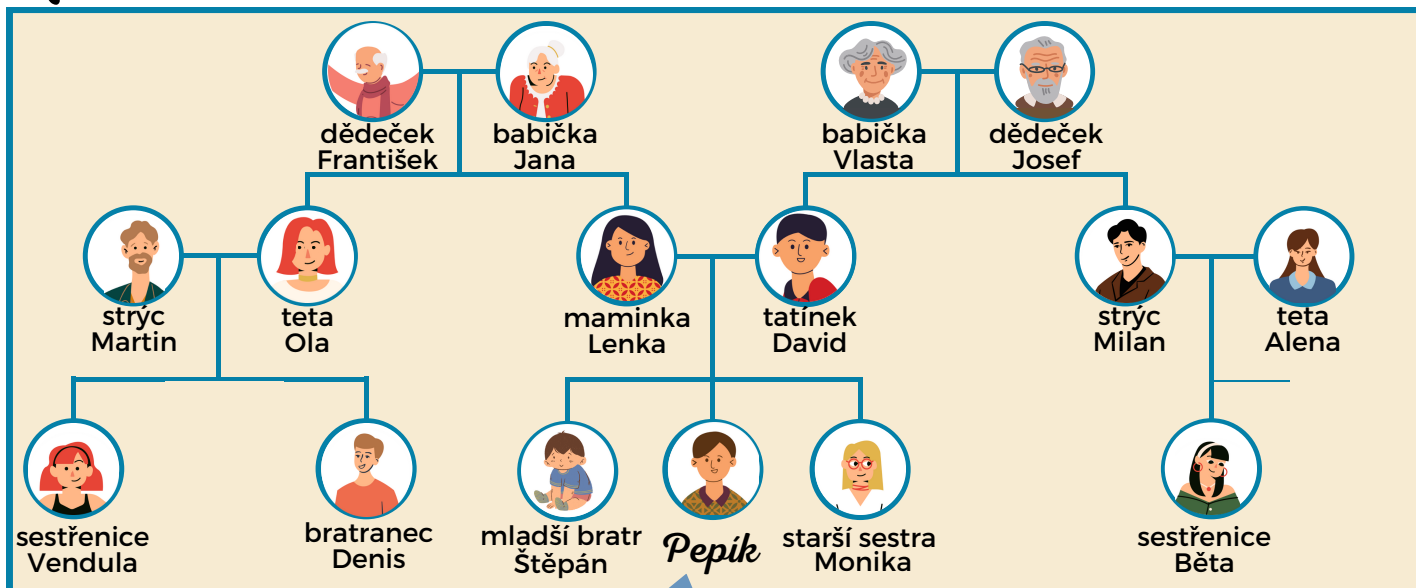 dědeček
František
babička
Jana
babička
Vlasta
dědeček
Josef
strýc
Martin
teta
Ola
maminka
Lenka
tatínek
David
strýc
Milan
teta
Alena
sestřenice
Vendula
bratranec
Denis
mladší bratr
Štěpán
Pepík
starší sestra
Monika
sestřenice
Běta